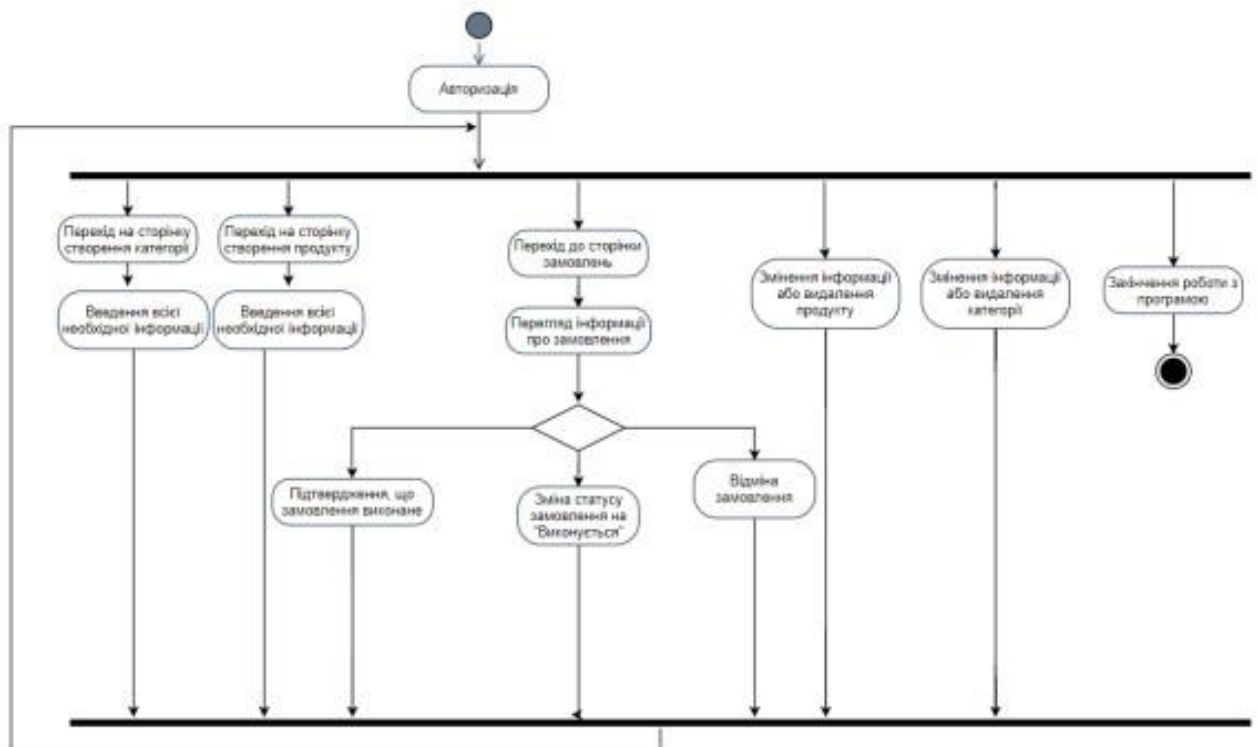 Авторизація
Перехід на сторінку
створення категорії
Перехід на сторінку
створення продукту
Перехід до сторінки
замовлень
Змінення інформації
або видалення
продукту
Змінення інформації
або видалення
категорії
Закінчення роботи з
програмою
Введення всієї
необхідної інформації
Введення всієї
необхідної інформації
Перегляд інформації
про замовлення
Підтвердження, що
замовлення виконане
Зміна статусу
замовлення на
"Виконується"
Відміна
замовлення